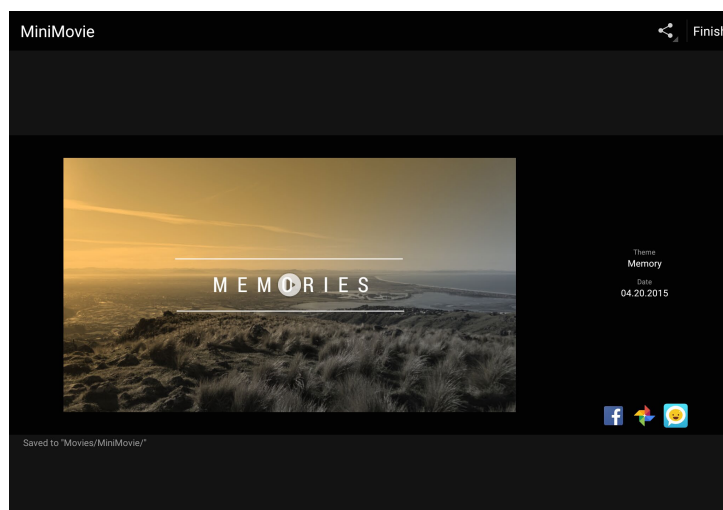 MiniMovie
Finish
MEMORIES
Theme
Memory
Date
04.20.2015
Saved to "Movies/MiniMovie/"